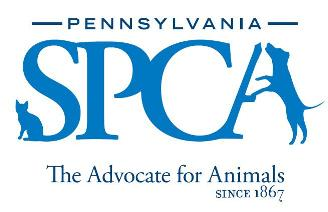 PENNSYLVANIA
SPCA
The Advocate for Animals
SINCE 1867